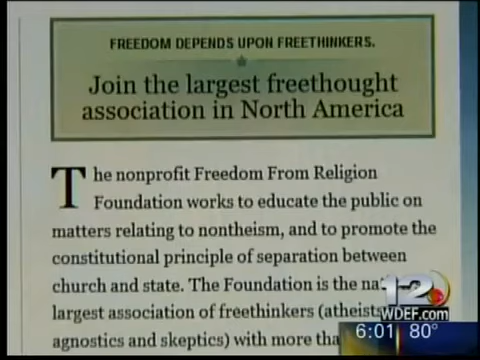 FREEDOM DEPENDS UPON FREETHINKERS.
Join the largest freethought
association in North America
The nonprofit Freedom From Religion
Foundation works to educate the public on
matters relating to nontheism, and to promote the
constitutional principle of separation between
church and state. The Foundation is the
largest association of freethinkers (atheists
agnostics and skeptics) with more
12
WDEF.com
6:01 80°